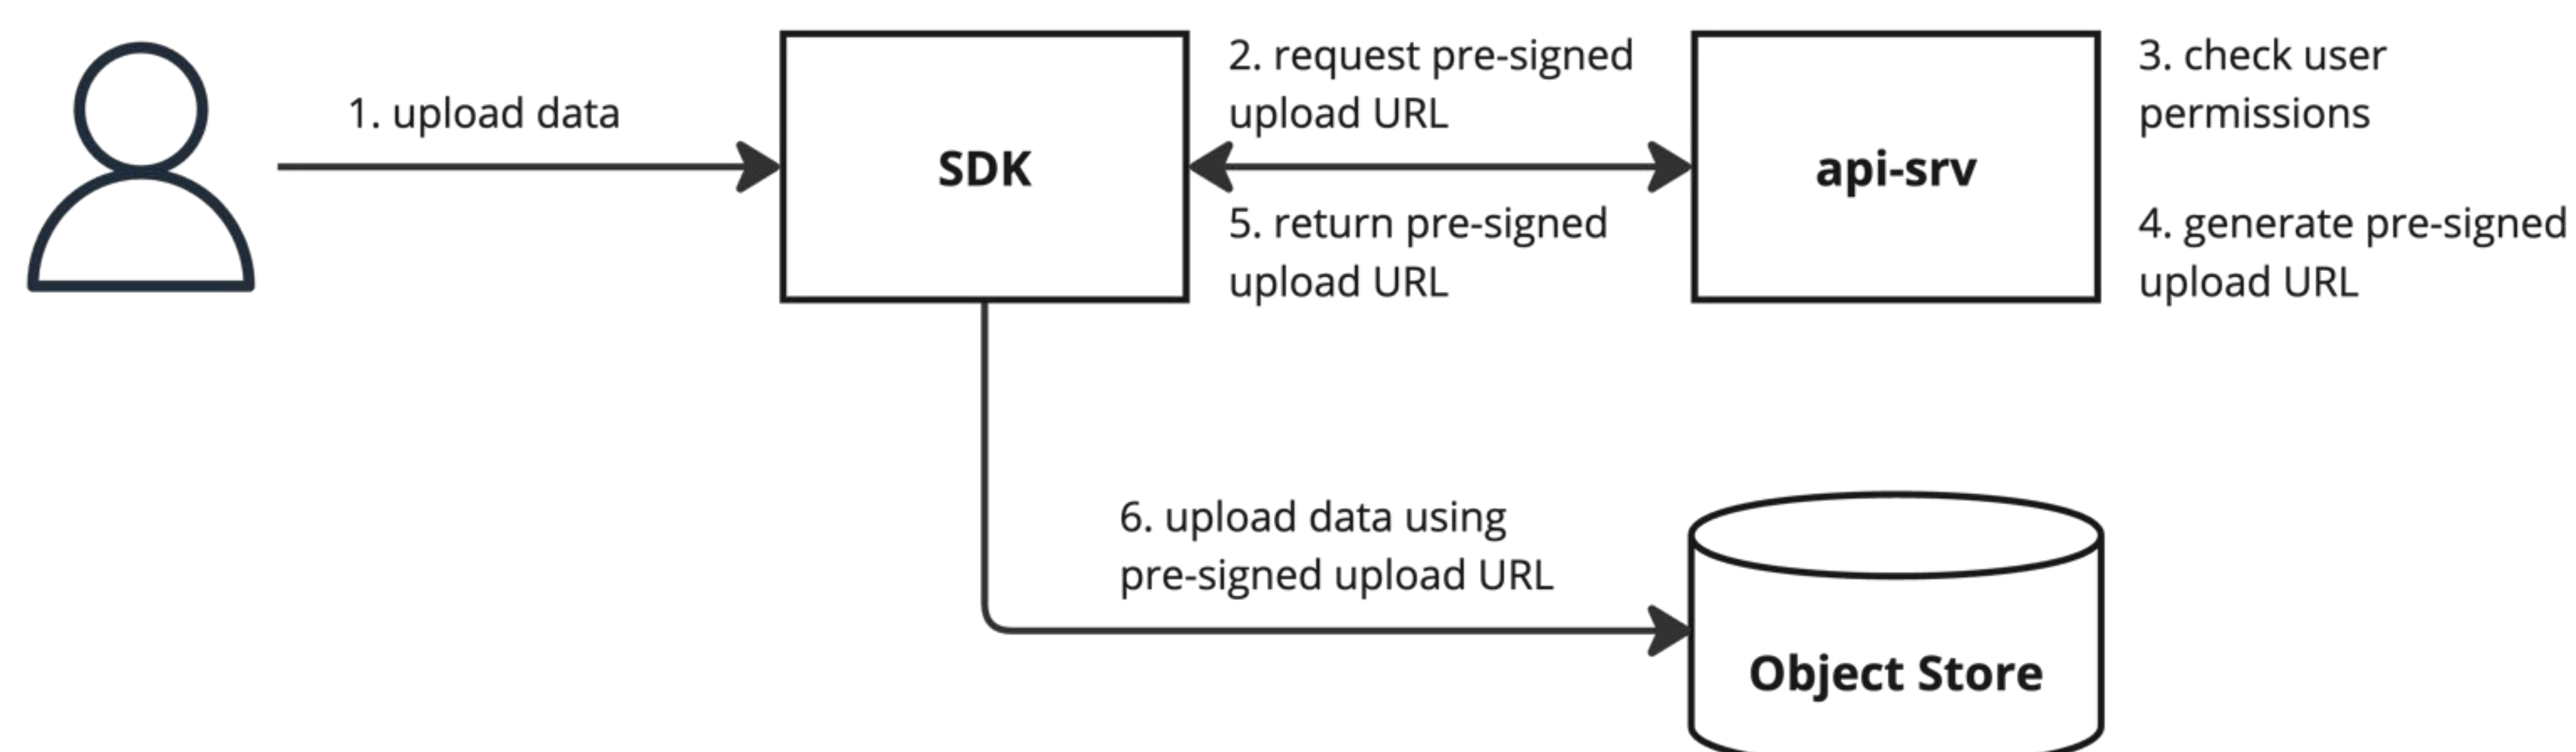 1. upload data
SDK
2. request pre-signed
upload URL
5. return pre-signed
upload URL
api-srv
3. check user
permissions
4. generate pre-signed
upload URL
6. upload data using
pre-signed upload URL
Object Store